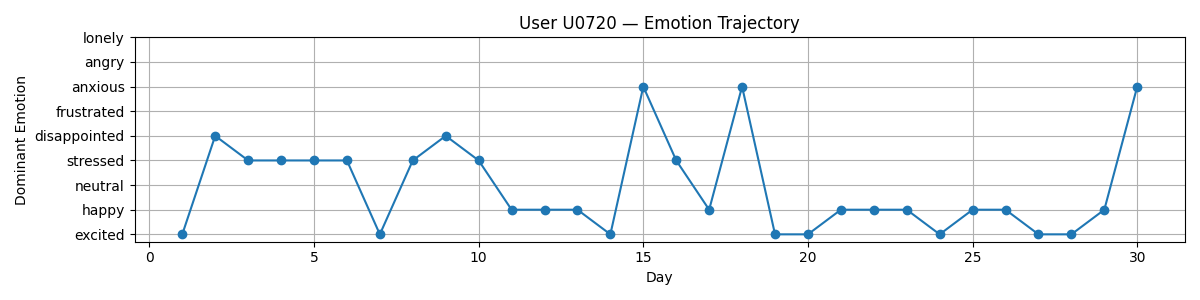 User U0720 — Emotion Trajectory
Dominant Emotion
lonely
angry
anxious
frustrated
disappointed
stressed
neutral
happy
excited
0 5 10 15 20 25 30
Day